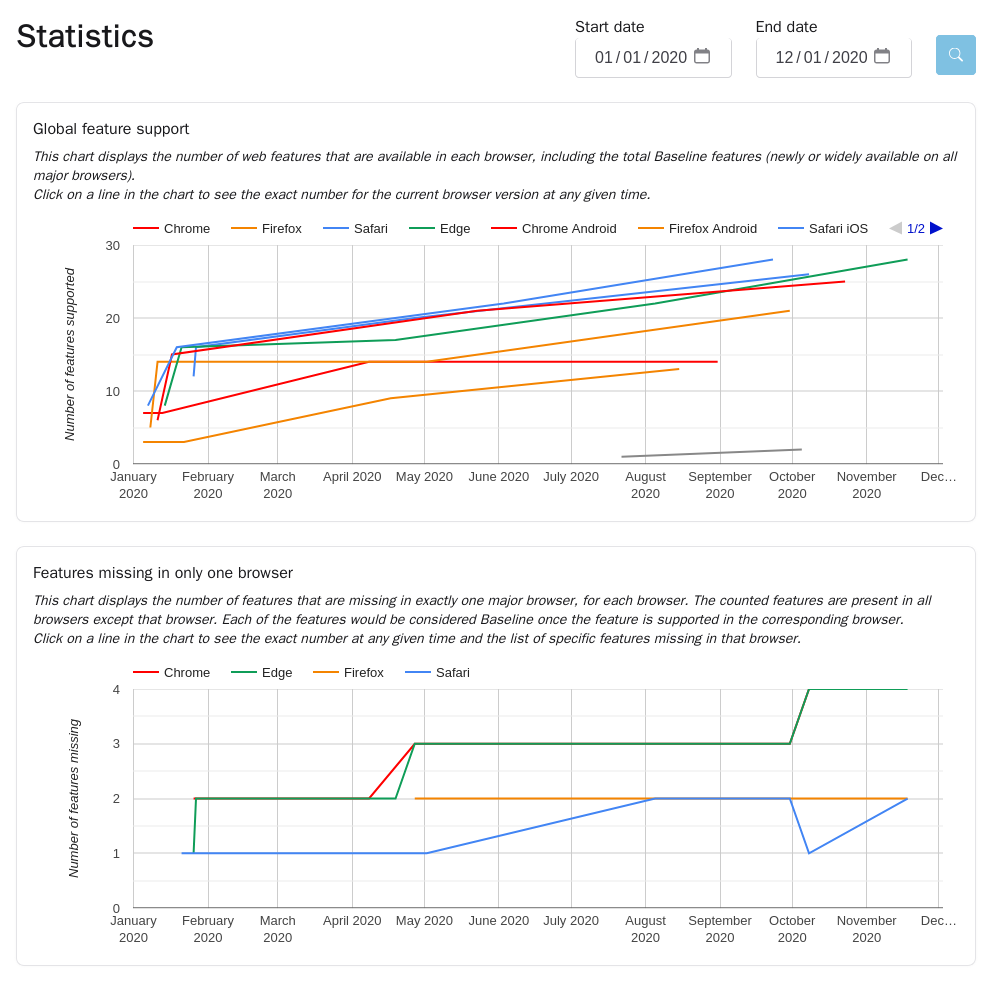 Statistics
Start date
End date
01/01/2020
12/01/2020
Global feature support
This chart displays the number of web features that are available in each browser, including the total Baseline features (newly or widely available on all
major browsers).
Click on a line in the chart to see the exact number for the current browser version at any given time.
Chrome Firefox Safari Edge Chrome Android Firefox Android Safari iOS 1/2
Number of features supported
30
20
10
0
January 2020
February 2020
March 2020
April 2020
May 2020
June 2020
July 2020
August 2020
September 2020
October 2020
November 2020
Dec…
Features missing in only one browser
This chart displays the number of features that are missing in exactly one major browser, for each browser. The counted features are present in all
browsers except that browser. Each of the features would be considered Baseline once the feature is supported in the corresponding browser.
Click on a line in the chart to see the exact number at any given time and the list of specific features missing in that browser.
Chrome Edge Firefox Safari
Number of features missing
4
3
2
1
0
January 2020
February 2020
March 2020
April 2020
May 2020
June 2020
July 2020
August 2020
September 2020
October 2020
November 2020
Dec…